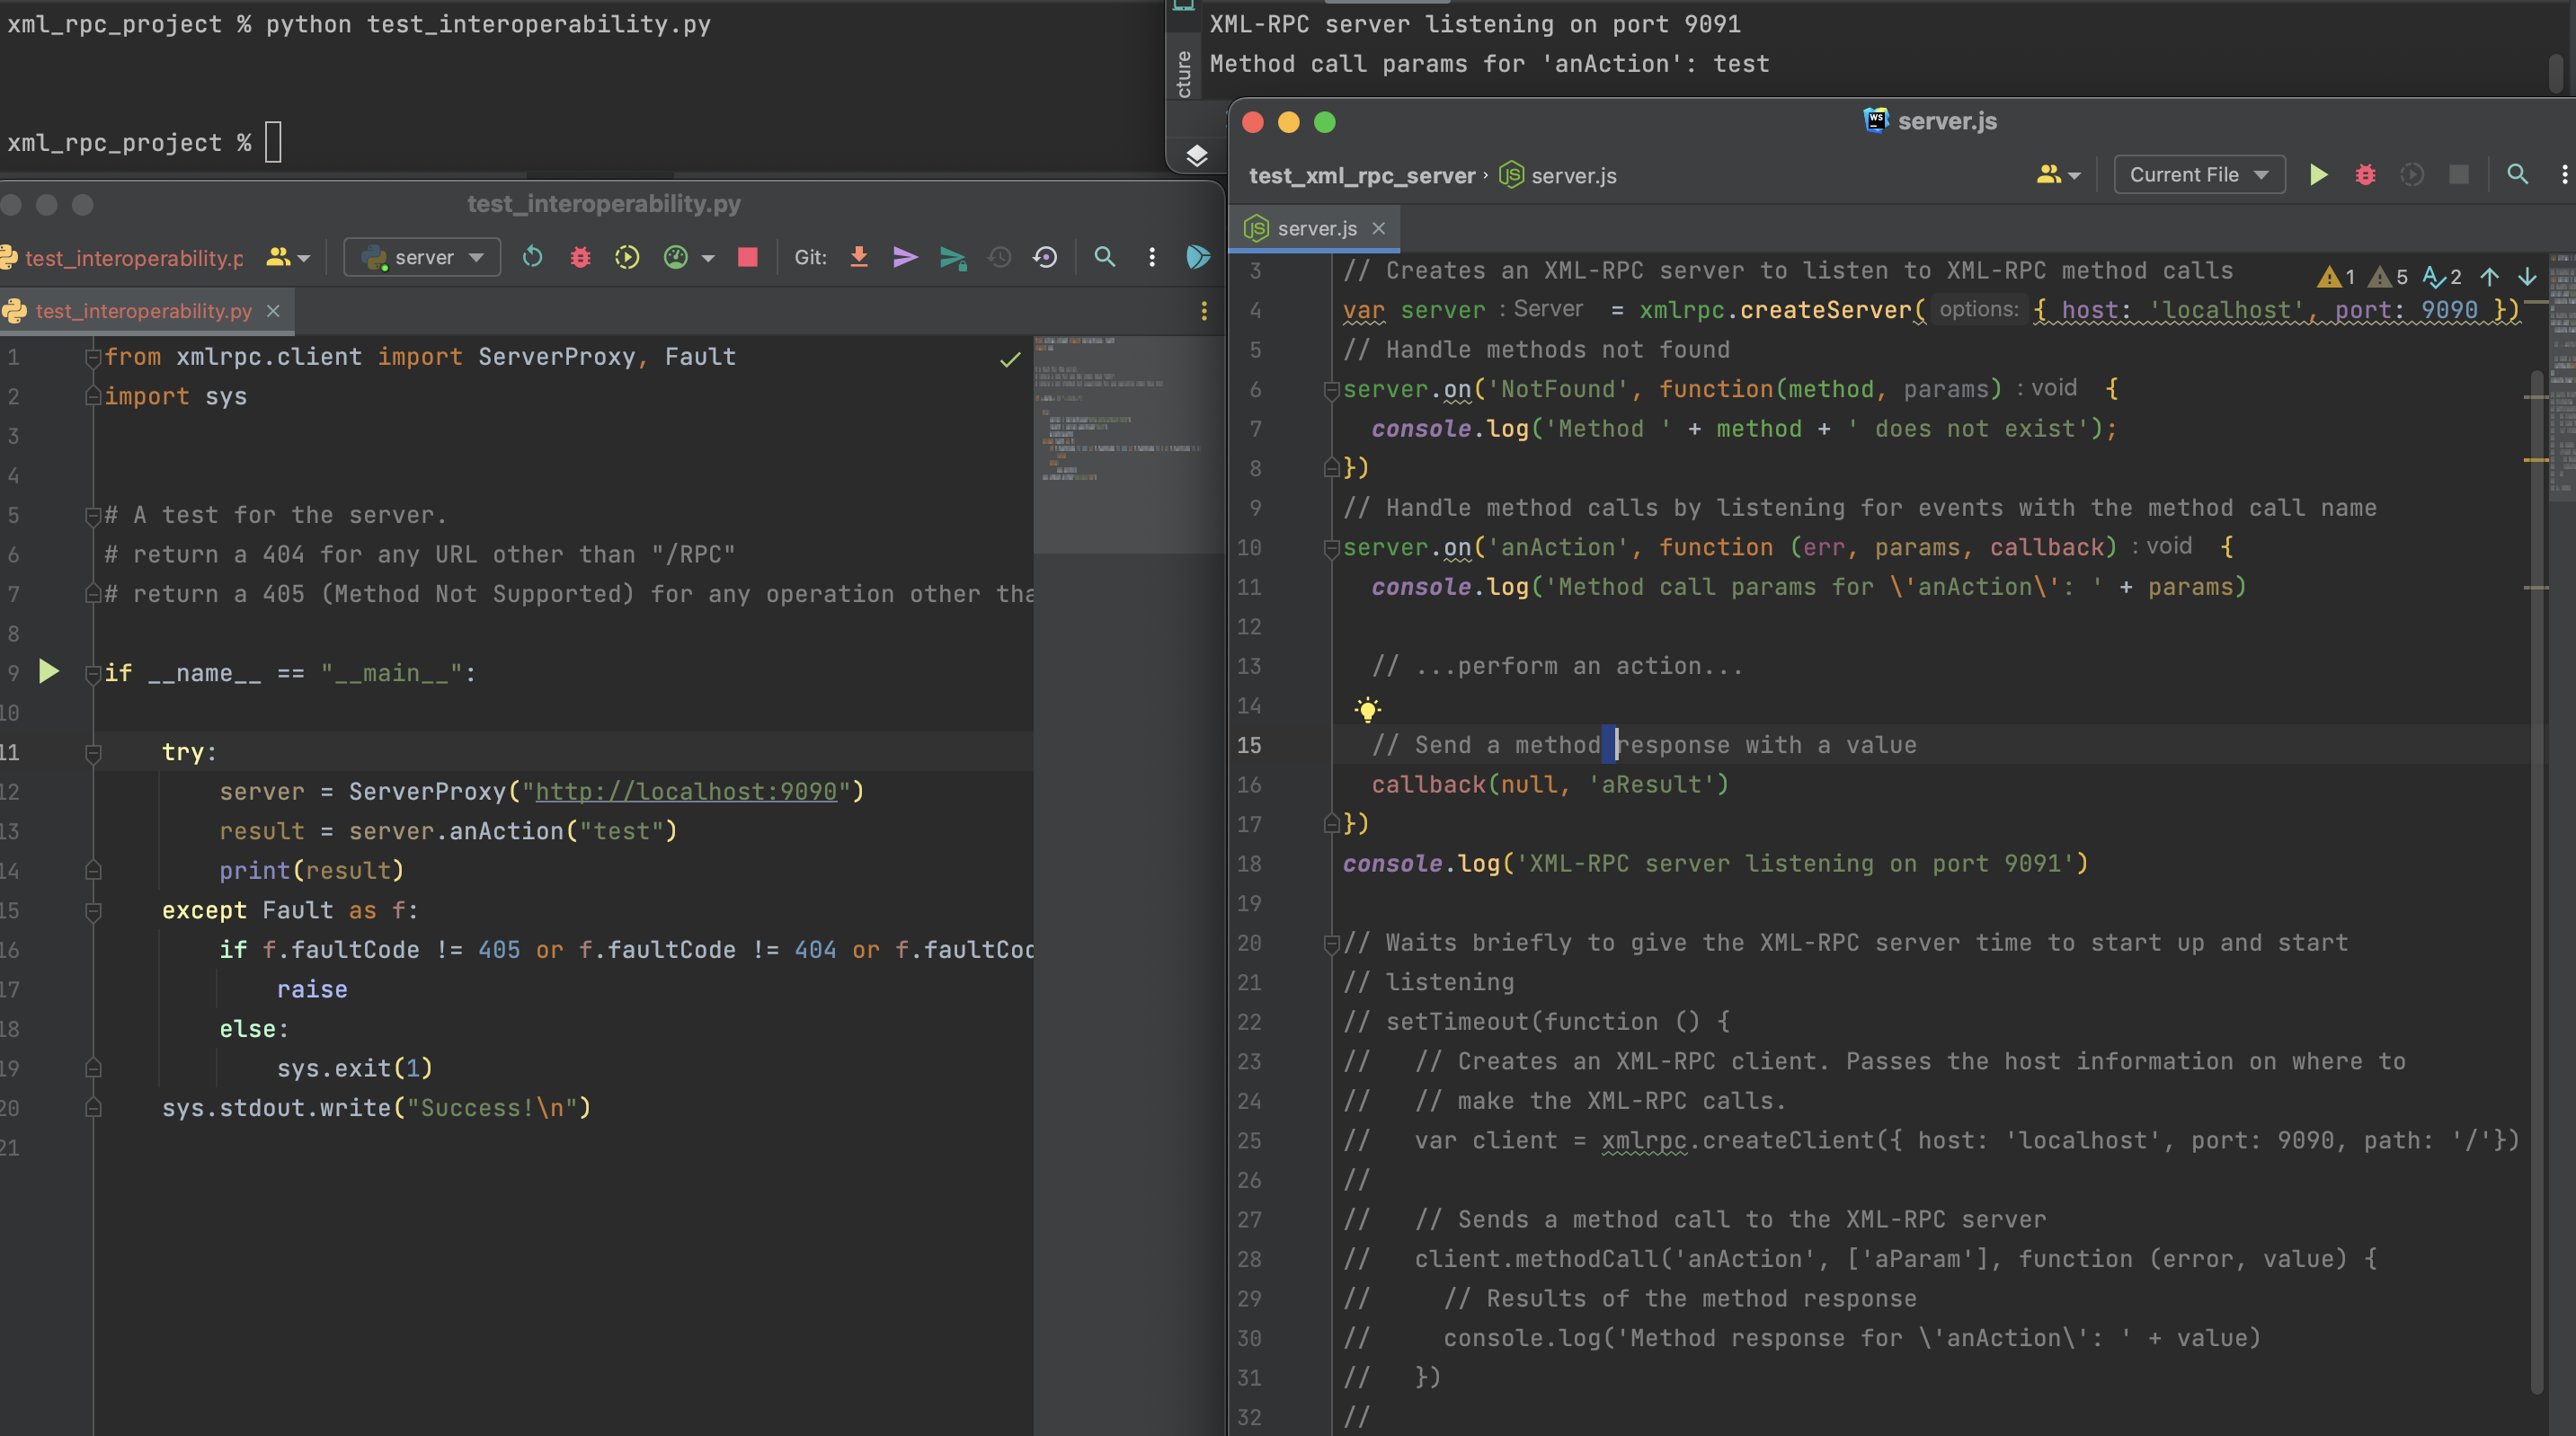 xml_rpc_project % python test_interoperability.py
xml_rpc_project %
XML-RPC server listening on port 9091
Method call params for 'anAction': test
cture
test_interoperability.py
test_interoperability.p
server
Git:
test_interoperability.py
1 from xmlrpc.client import ServerProxy, Fault
2 import sys
3
4
5 # A test for the server.
6 # return a 404 for any URL other than "/RPC"
7 # return a 405 (Method Not Supported) for any operation other tha
8
9 if __name__ == "__main__":
10
11 try:
12 server = ServerProxy("http://localhost:9090")
13 result = server.anAction("test")
14 print(result)
15 except Fault as f:
16 if f.faultCode != 405 or f.faultCode != 404 or f.faultCod
17 raise
18 else:
19 sys.exit(1)
20 sys.stdout.write("Success!\n")
21
WS server.js
test_xml_rpc_server › JS server.js
Current File
JS server.js
1 5 2
3 // Creates an XML-RPC server to listen to XML-RPC method calls
4 var server : Server = xmlrpc.createServer( options: { host: 'localhost', port: 9090 })
5 // Handle methods not found
6 server.on('NotFound', function(method, params) : void {
7 console.log('Method ' + method + ' does not exist');
8 })
9 // Handle method calls by listening for events with the method call name
10 server.on('anAction', function (err, params, callback) : void {
11 console.log('Method call params for \'anAction\': ' + params)
12
13 // ...perform an action...
14
15 // Send a method response with a value
16 callback(null, 'aResult')
17 })
18 console.log('XML-RPC server listening on port 9091')
19
20 // Waits briefly to give the XML-RPC server time to start up and start
21 // listening
22 // setTimeout(function () {
23 // // Creates an XML-RPC client. Passes the host information on where to
24 // // make the XML-RPC calls.
25 // var client = xmlrpc.createClient({ host: 'localhost', port: 9090, path: '/'})
26 //
27 // // Sends a method call to the XML-RPC server
28 // client.methodCall('anAction', ['aParam'], function (error, value) {
29 // // Results of the method response
30 // console.log('Method response for \'anAction\': ' + value)
31 // })
32 //